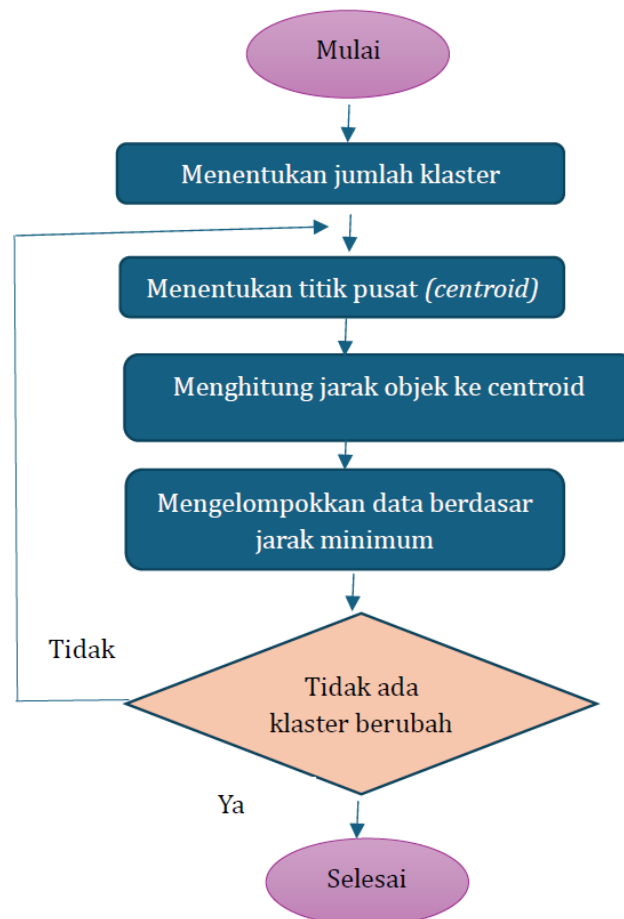 Mulai
Menentukan jumlah klaster
Menentukan titik pusat (centroid)
Menghitung jarak objek ke centroid
Mengelompokkan data berdasar
jarak minimum
Tidak
Tidak ada
klaster berubah
Ya
Selesai